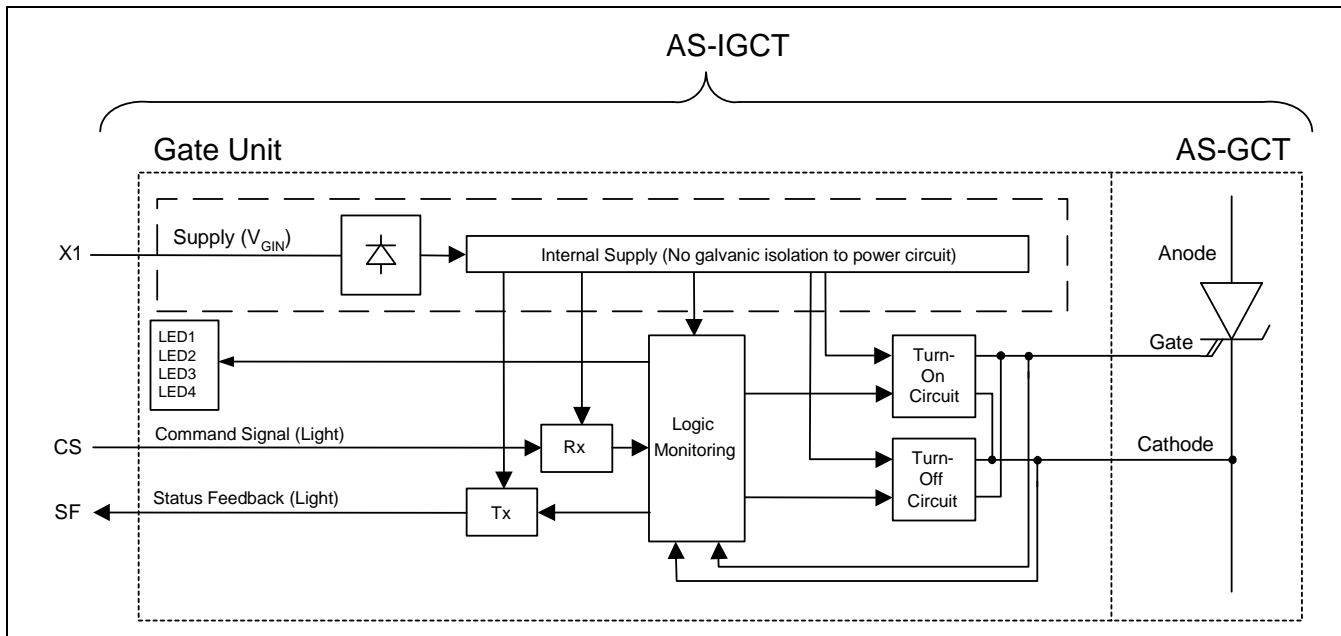 AS-IGCT
Gate Unit
AS-GCT
X1
Supply (V_GIN)
Internal Supply (No galvanic isolation to power circuit)
Anode
LED1
LED2
LED3
LED4
Turn-
On
Circuit
Gate
Logic
Monitoring
CS
Command Signal (Light)
Rx
Turn-
Off
Circuit
Cathode
SF
Status Feedback (Light)
Tx